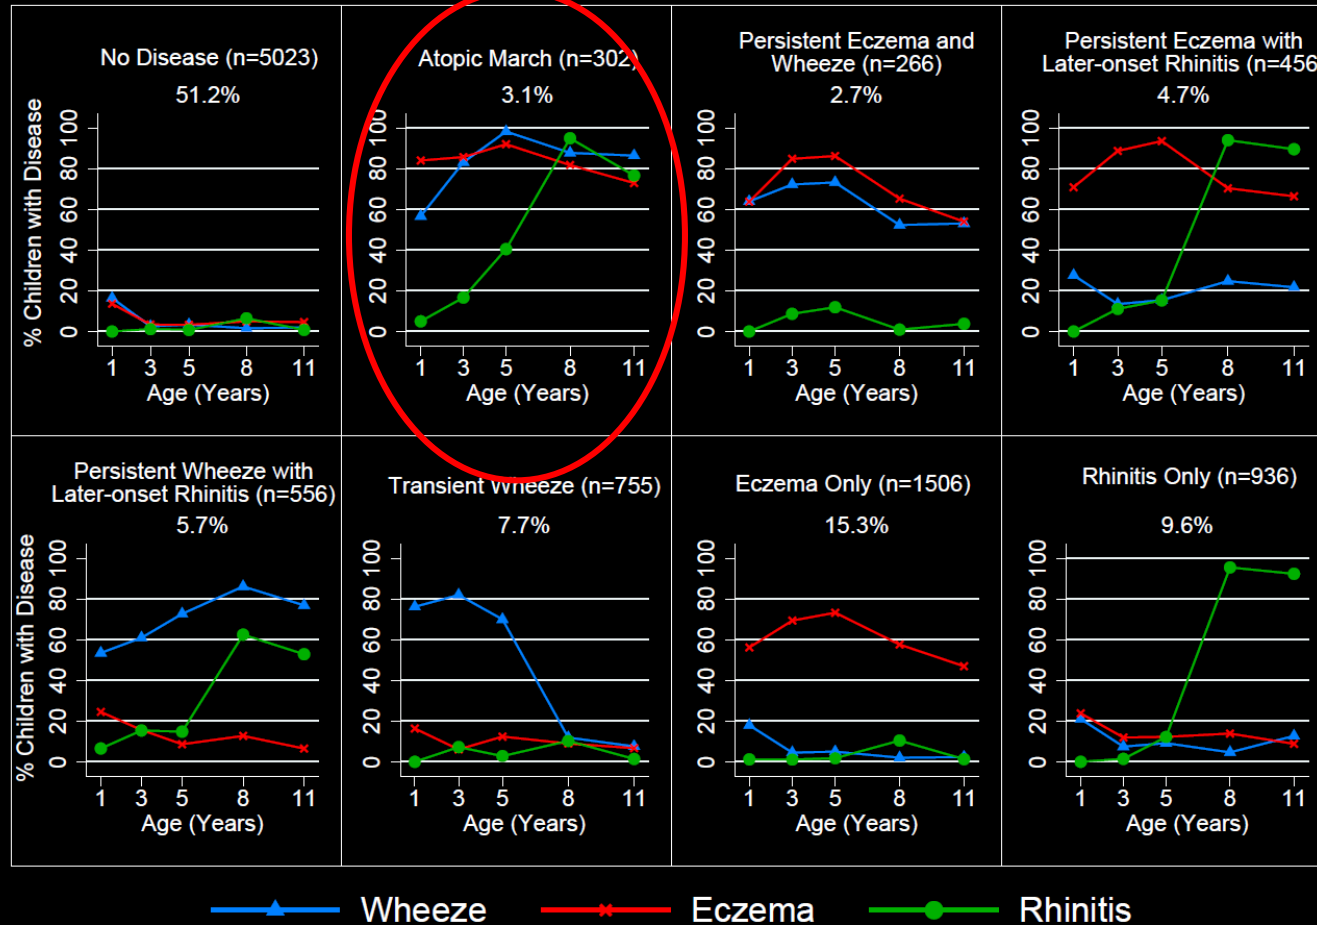 No Disease (n=5023)
51.2%
% Children with Disease
100
80
60
40
20
0
1 3 5 8 11
Age (Years)
Atopic March (n=302)
3.1%
100
80
60
40
20
0
1 3 5 8 11
Age (Years)
Persistent Eczema and
Wheeze (n=266)
2.7%
100
80
60
40
20
0
1 3 5 8 11
Age (Years)
Persistent Eczema with
Later-onset Rhinitis (n=456
4.7%
100
80
60
40
20
0
1 3 5 8 11
Age (Years)
Persistent Wheeze with
Later-onset Rhinitis (n=556)
5.7%
% Children with Disease
100
80
60
40
20
0
1 3 5 8 11
Age (Years)
Transient Wheeze (n=755)
7.7%
100
80
60
40
20
0
1 3 5 8 11
Age (Years)
Eczema Only (n=1506)
15.3%
100
80
60
40
20
0
1 3 5 8 11
Age (Years)
Rhinitis Only (n=936)
9.6%
100
80
60
40
20
0
1 3 5 8 11
Age (Years)
Wheeze Eczema Rhinitis